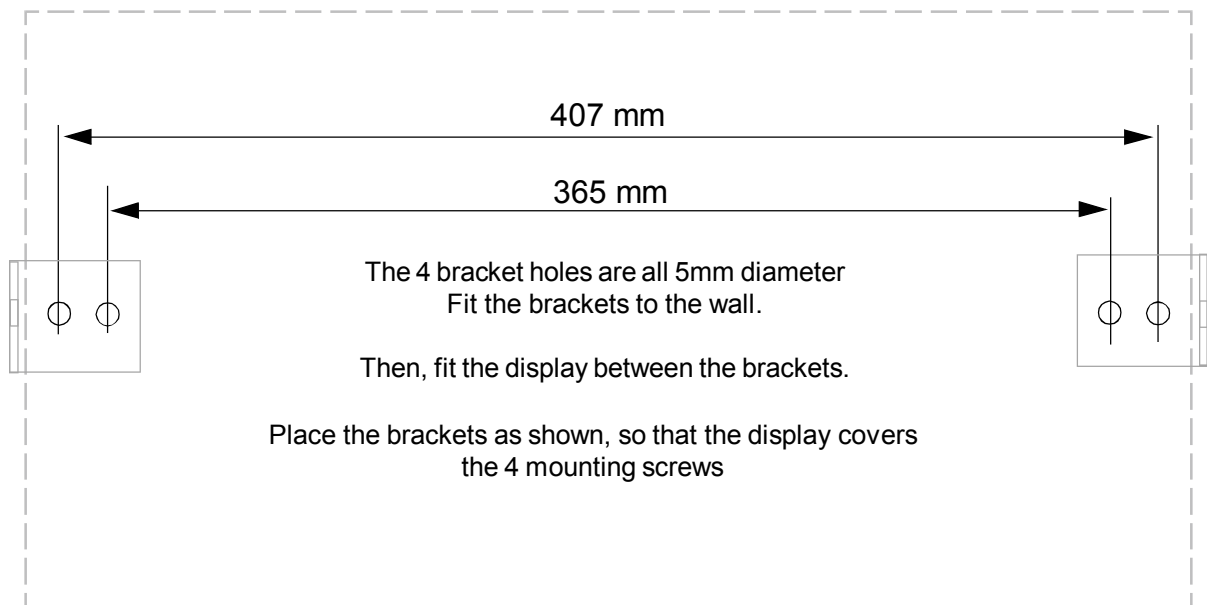 407 mm
365 mm
The 4 bracket holes are all 5mm diameter
Fit the brackets to the wall.
Then, fit the display between the brackets.
Place the brackets as shown, so that the display covers
the 4 mounting screws